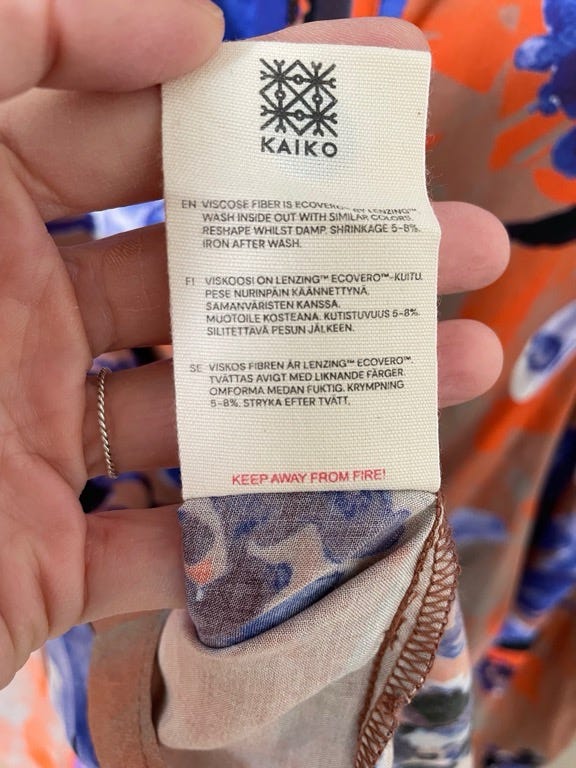 KAIKO
EN VISCOSE FIBER IS ECOVERO™ BY LENZING™
WASH INSIDE OUT WITH SIMILAR COLORS.
RESHAPE WHILST DAMP. SHRINKAGE 5-8%.
IRON AFTER WASH.
FI VISKOOSI ON LENZING™ ECOVERO™-KUITU.
PESE NURINPÄIN KÄÄNNETTYNÄ,
SAMANVÄRISTEN KANSSA.
MUOTOILE KOSTEANA. KUTISTUVUUS 5-8%.
SILITETTÄVÄ PESUN JÄLKEEN.
SE VISKOS FIBREN ÄR LENZING™ ECOVERO™.
TVÄTTAS AVIGT MED LIKNANDE FÄRGER.
OMFORMA MEDAN FUKTIG. KRYMPNING
5-8%. STRYKA EFTER TVÄTT.
KEEP AWAY FROM FIRE!